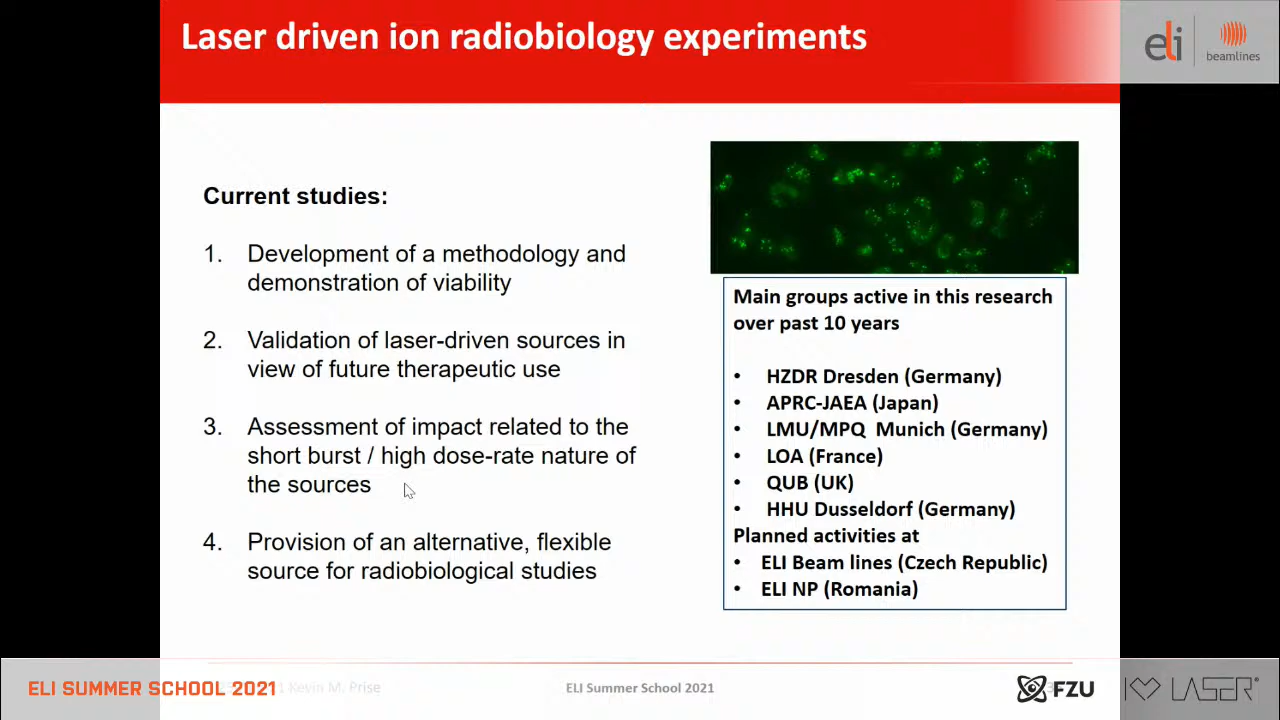 Laser driven ion radiobiology experiments
eli
beamlines
Current studies:
1. Development of a methodology and
demonstration of viability
2. Validation of laser-driven sources in
view of future therapeutic use
3. Assessment of impact related to the
short burst / high dose-rate nature of
the sources
4. Provision of an alternative, flexible
source for radiobiological studies
Main groups active in this research
over past 10 years
• HZDR Dresden (Germany)
• APRC-JAEA (Japan)
• LMU/MPQ Munich (Germany)
• LOA (France)
• QUB (UK)
• HHU Dusseldorf (Germany)
Planned activities at
• ELI Beam lines (Czech Republic)
• ELI NP (Romania)
ELI SUMMER SCHOOL 2021
Kevin M. Prise
ELI Summer School 2021
FZU
LASER